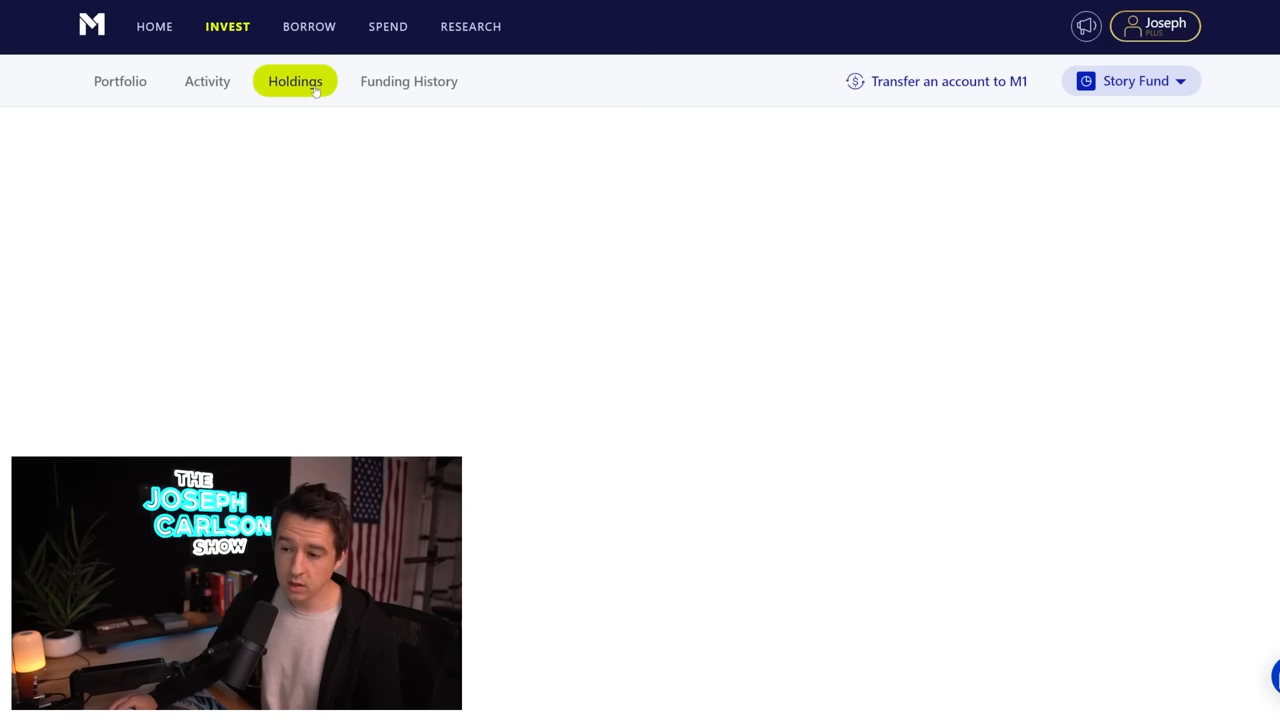 M
HOME
INVEST
BORROW
SPEND
RESEARCH
Joseph
PLUS
Portfolio
Activity
Holdings
Funding History
Transfer an account to M1
Story Fund
THE
JOSEPH
CARLSON
SHOW